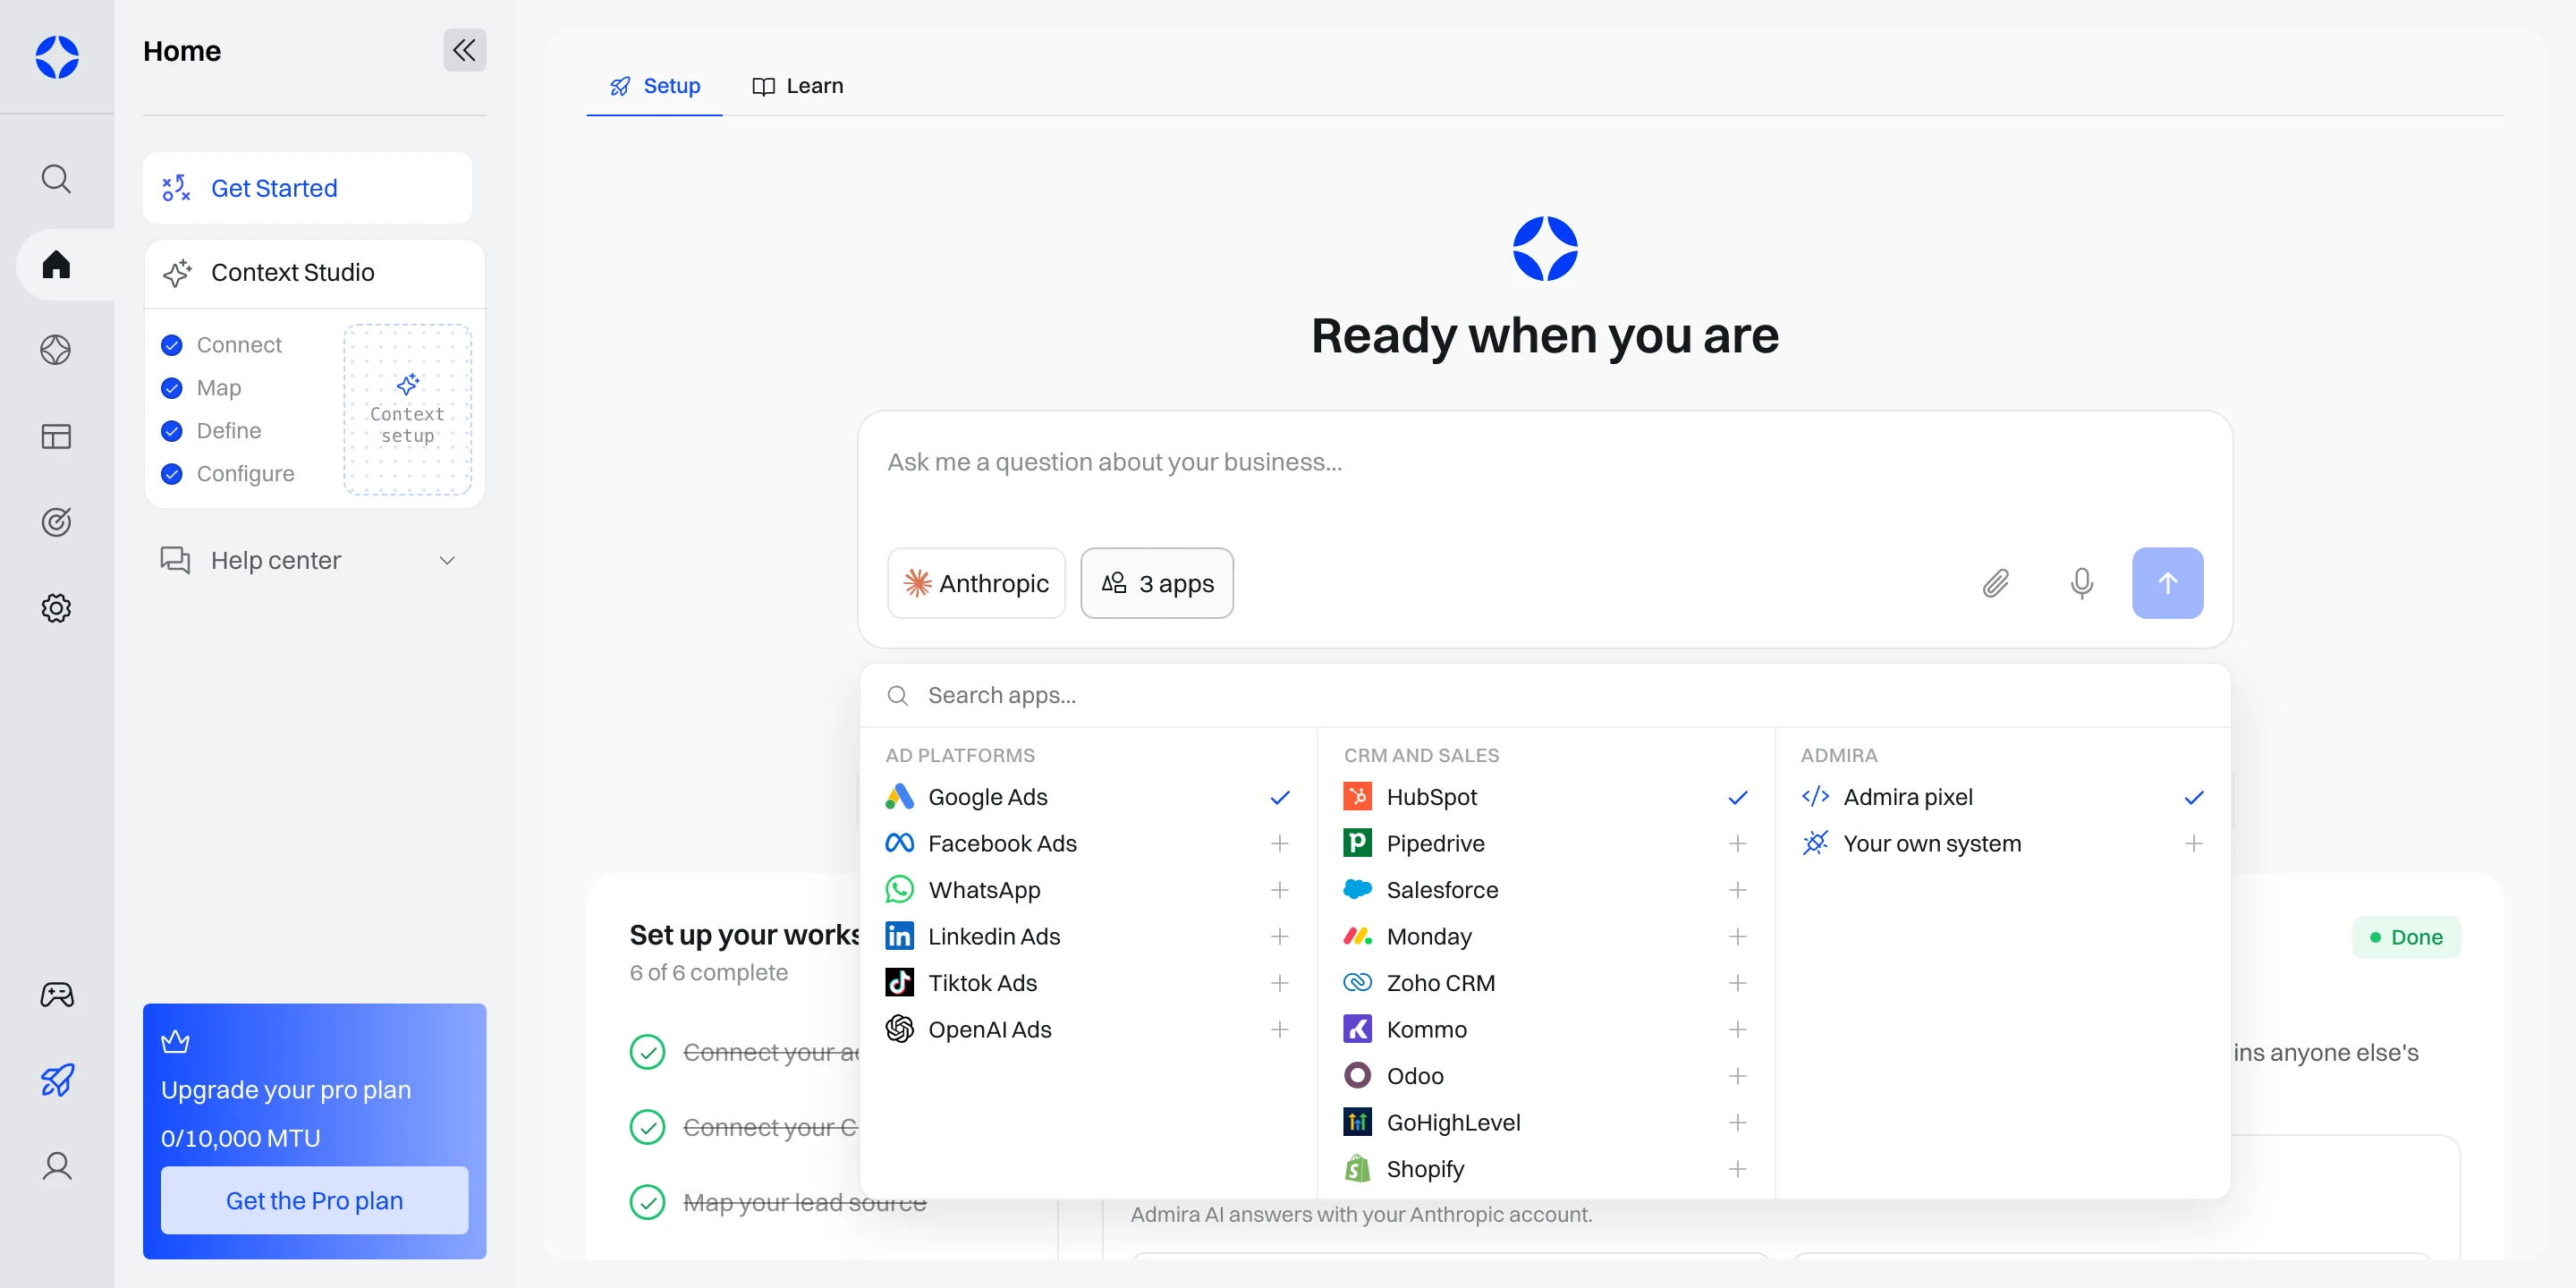 Home
Get Started
Context Studio
Connect
Map
Define
Configure
Context
setup
Help center
Upgrade your pro plan
0/10,000 MTU
Get the Pro plan
Setup
Learn
Ready when you are
Ask me a question about your business...
Anthropic
3 apps
Search apps...
AD PLATFORMS
Google Ads
Facebook Ads
WhatsApp
Linkedin Ads
Tiktok Ads
OpenAI Ads
CRM AND SALES
HubSpot
Pipedrive
Salesforce
Monday
Zoho CRM
Kommo
Odoo
GoHighLevel
Shopify
ADMIRA
Admira pixel
Your own system
Set up your works
6 of 6 complete
Connect your a
Connect your C
Map your lead source
Done
ins anyone else's
Admira AI answers with your Anthropic account.